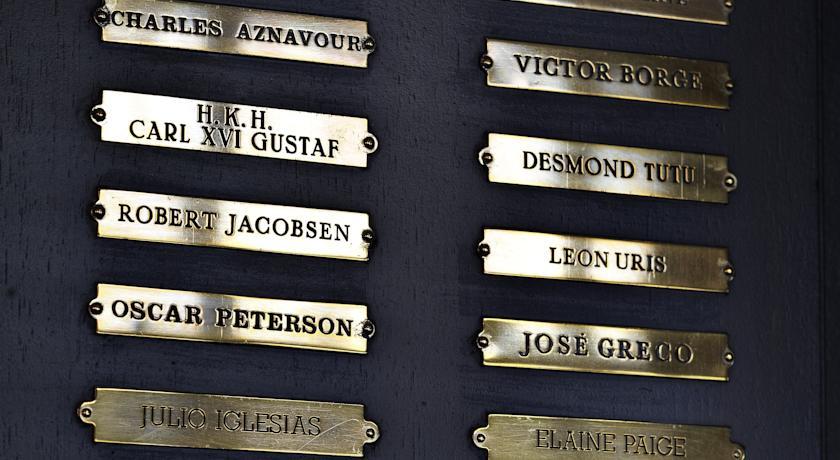 CHARLES AZNAVOUR
H.K.H.
CARL XVI GUSTAF
ROBERT JACOBSEN
OSCAR PETERSON
JULIO IGLESIAS
VICTOR BORGE
DESMOND TUTU
LEON URIS
JOSÉ GRECO
ELAINE PAIGE